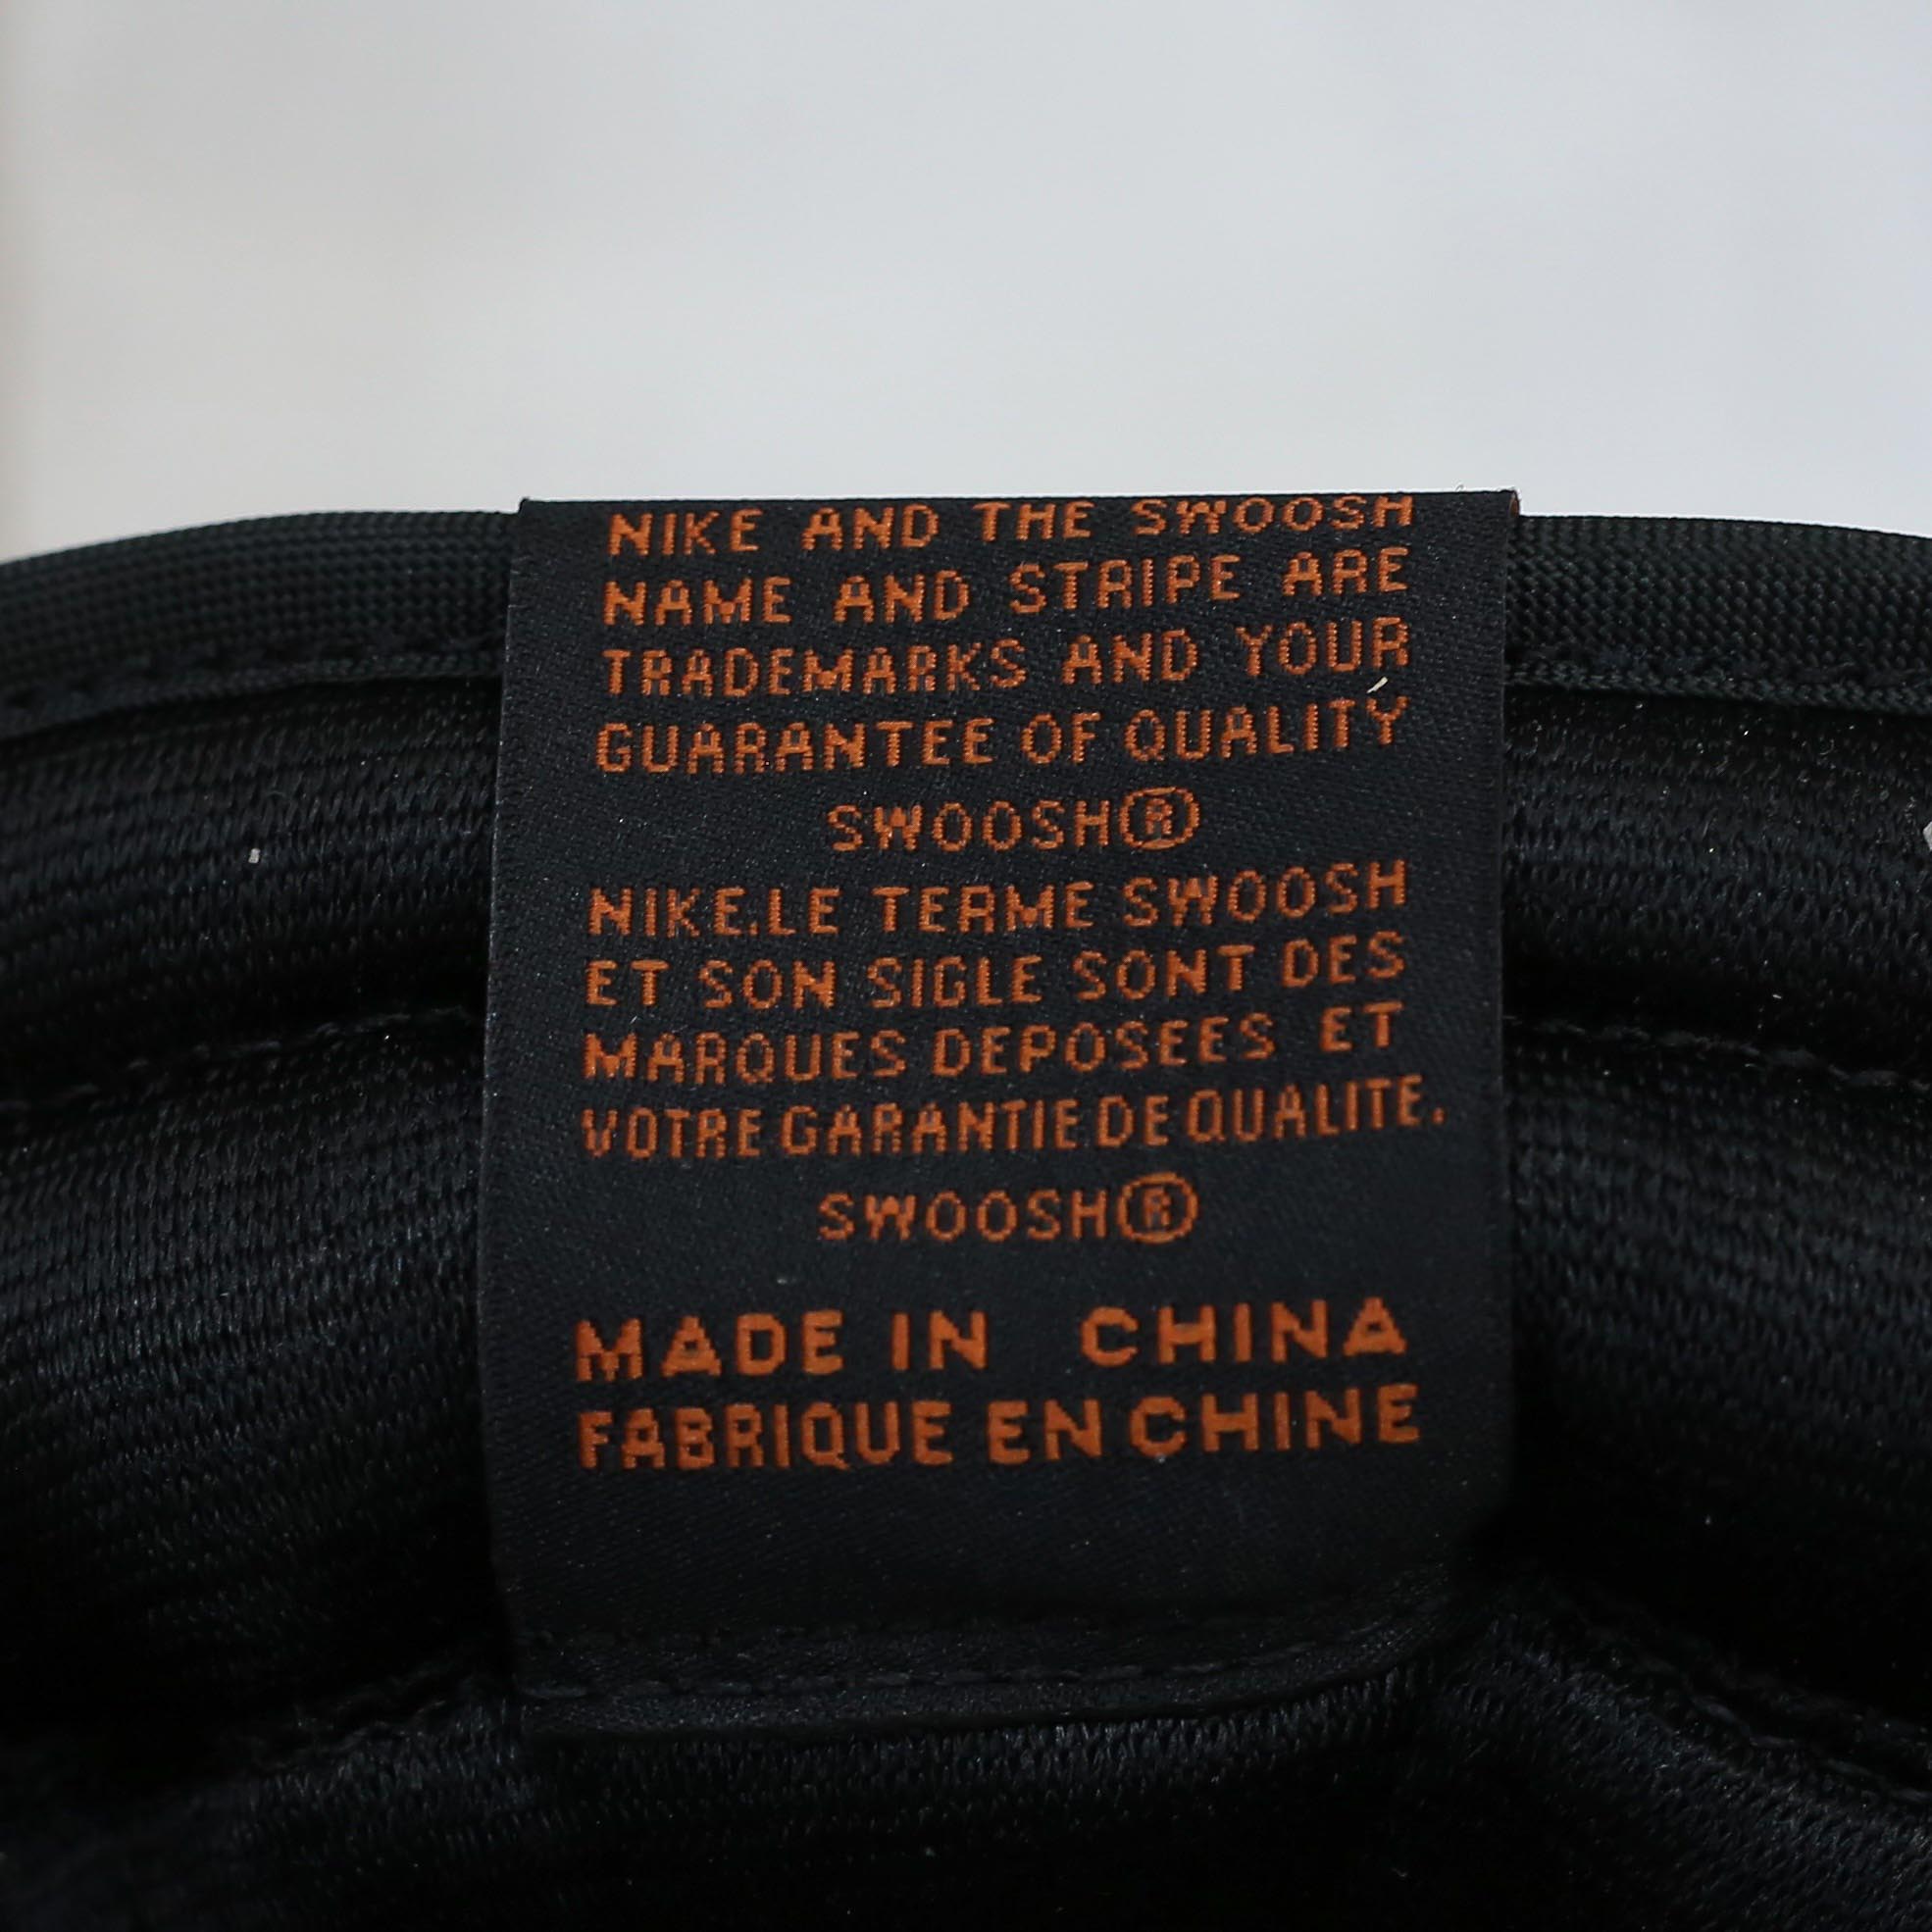 NIKE AND THE SWOOSH
NAME AND STRIPE ARE
TRADEMARKS AND YOUR
GUARANTEE OF QUALITY
SWOOSH®
NIKE.LE TERME SWOOSH
ET SON SIGLE SONT DES
MARQUES DEPOSEES ET
VOTRE GARANTIE DE QUALITE.
SWOOSH®
MADE IN CHINA
FABRIQUE EN CHINE